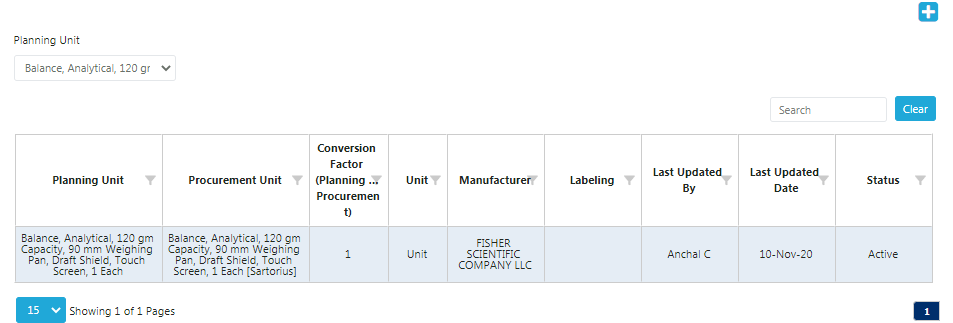 Planning Unit
Balance, Analytical, 120 gr
Search
Clear
Planning Unit
Procurement Unit
Conversion
Factor
(Planning ...
Procuremen
t)
Unit
Manufacturer
Labeling
Last Updated
By
Last Updated
Date
Status
Balance, Analytical, 120 gm
Capacity, 90 mm Weighing
Pan, Draft Shield, Touch
Screen, 1 Each
Balance, Analytical, 120 gm
Capacity, 90 mm Weighing
Pan, Draft Shield, Touch
Screen, 1 Each [Sartorius]
1
Unit
FISHER
SCIENTIFIC
COMPANY LLC
Anchal C
10-Nov-20
Active
15
Showing 1 of 1 Pages
1